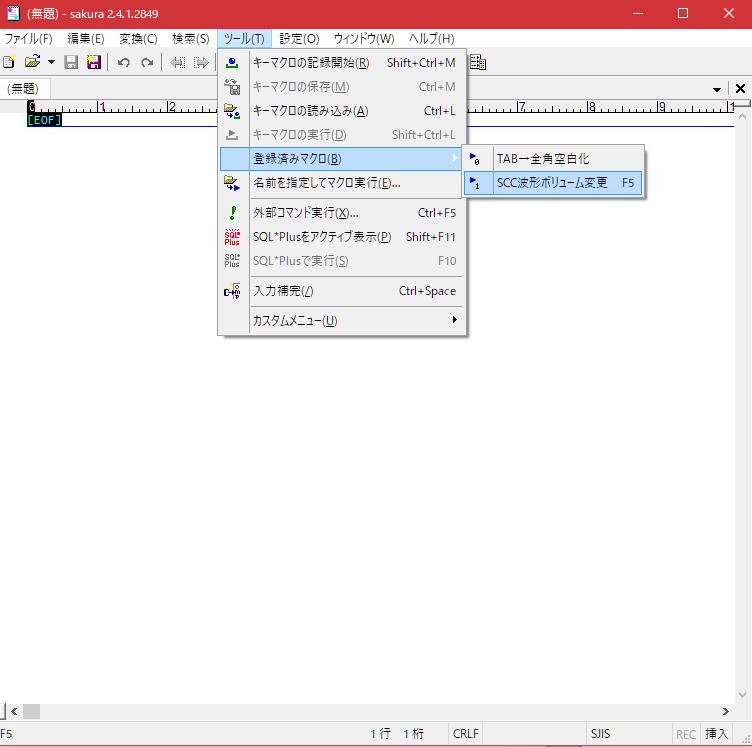 (無題) - sakura 2.4.1.2849
ファイル(F) 編集(E) 変換(C) 検索(S) ツール(T) 設定(O) ウィンドウ(W) ヘルプ(H)
(無題)
0 1 2 7 8 9 1
[EOF]
キーマクロの記録開始(R) Shift+Ctrl+M
キーマクロの保存(M) Ctrl+M
キーマクロの読み込み(A) Ctrl+L
キーマクロの実行(D) Shift+Ctrl+L
登録済みマクロ(B)
名前を指定してマクロ実行(E)...
外部コマンド実行(X)... Ctrl+F5
SQL*Plusをアクティブ表示(P) Shift+F11
SQL*Plusで実行(S) F10
入力補完(/) Ctrl+Space
カスタムメニュー(U)
0 TAB→全角空白化
1 SCC波形ボリューム変更 F5
SQL Plus
SQL Plus
F5 1 行 1 桁 CRLF SJIS REC 挿入